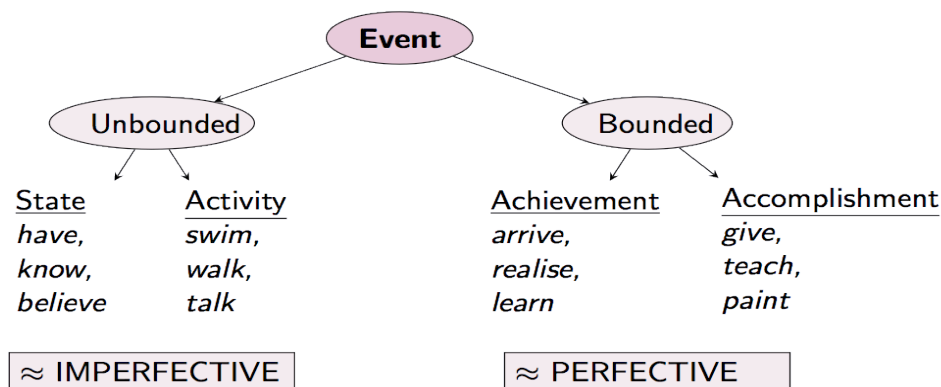 Event
Unbounded
Bounded
State
have,
know,
believe
Activity
swim,
walk,
talk
Achievement
arrive,
realise,
learn
Accomplishment
give,
teach,
paint
≈ IMPERFECTIVE
≈ PERFECTIVE